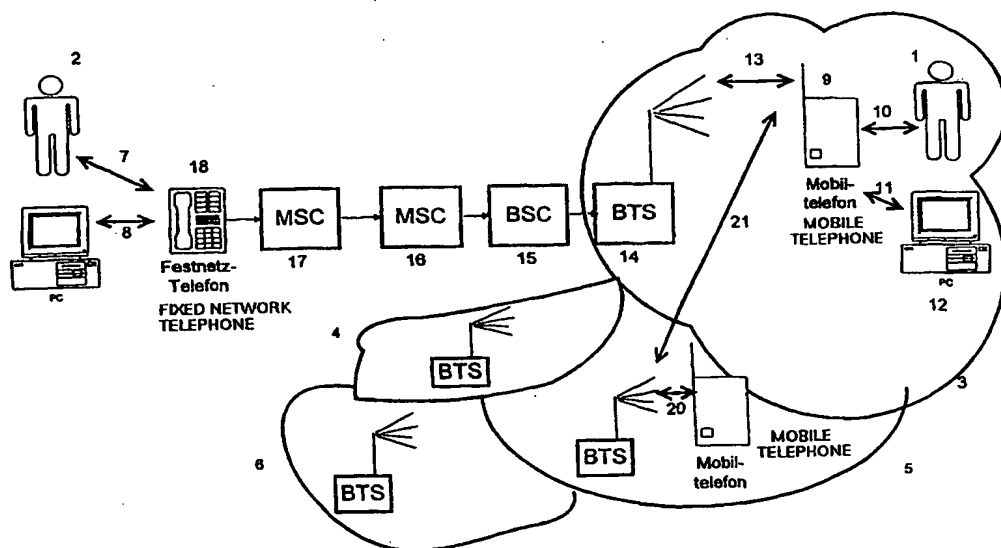 2
13
9
1
7
18
10
8
MSC
MSC
BSC
BTS
21
11
Mobil-
telefon
MOBILE
TELEPHONE
PC
Festnetz-
Telefon
FIXED NETWORK
TELEPHONE
17
16
15
14
PC
12
4
BTS
3
20
BTS
Mobil-
telefon
MOBILE
TELEPHONE
5
6
BTS